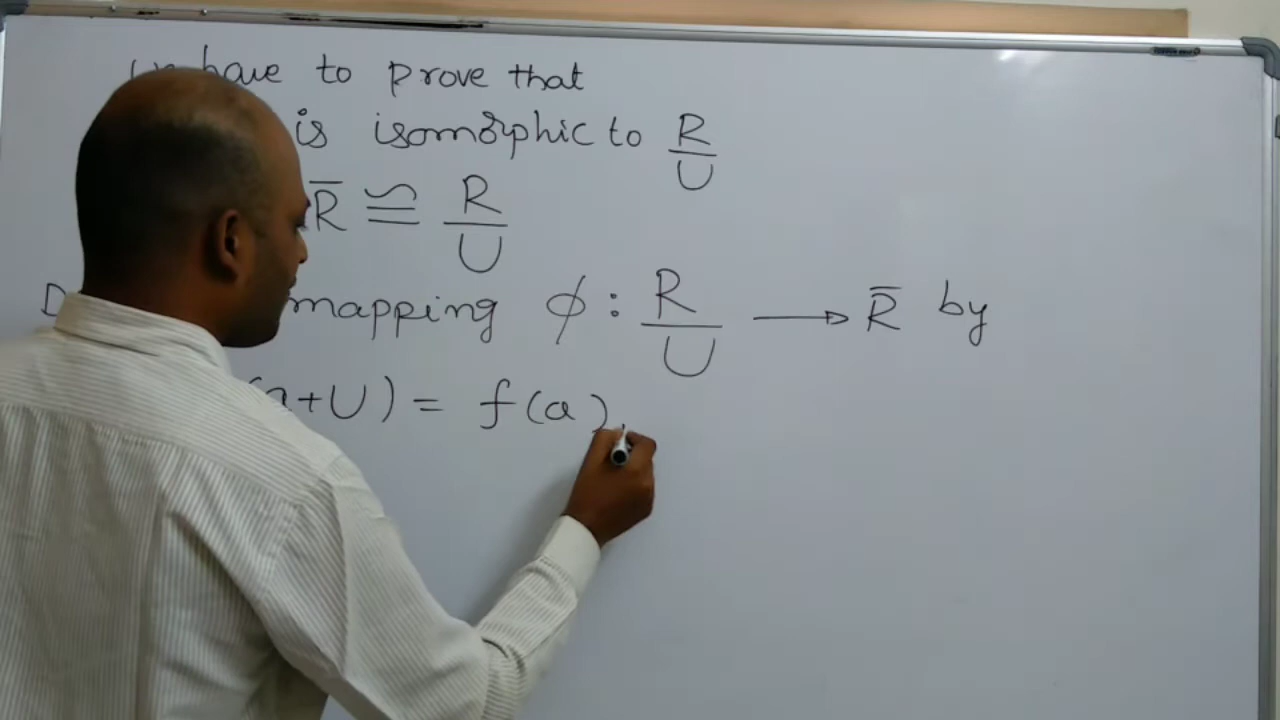 have to prove that
is isomorphic to R/U
R̅ ≅ R/U
mapping ϕ : R/U → R̅ by
(a+U) = f(a),